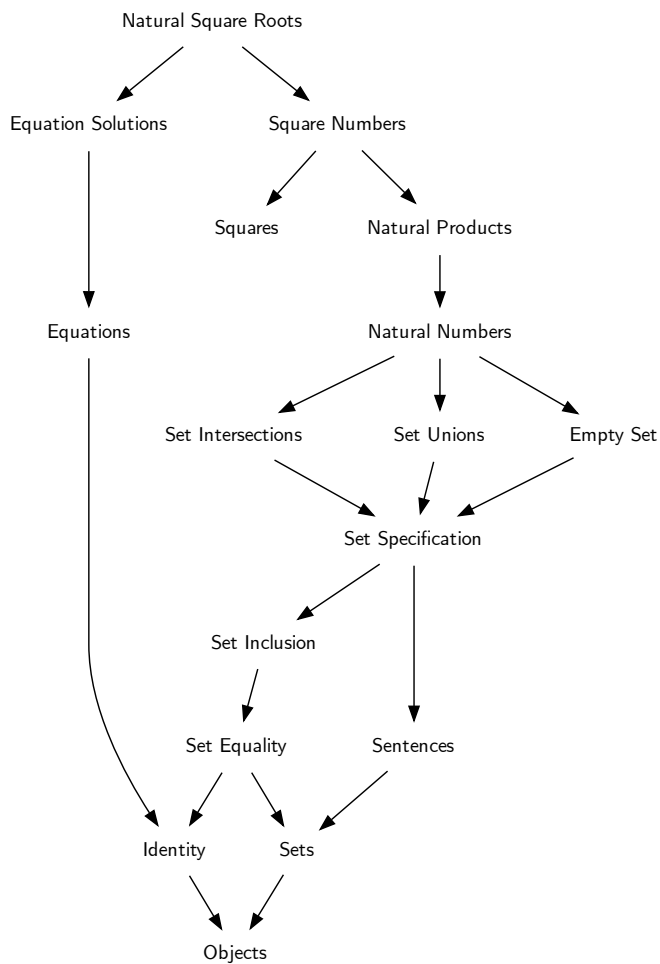 Natural Square Roots
Equation Solutions
Square Numbers
Squares
Natural Products
Equations
Natural Numbers
Set Intersections
Set Unions
Empty Set
Set Specification
Set Inclusion
Set Equality
Sentences
Identity
Sets
Objects